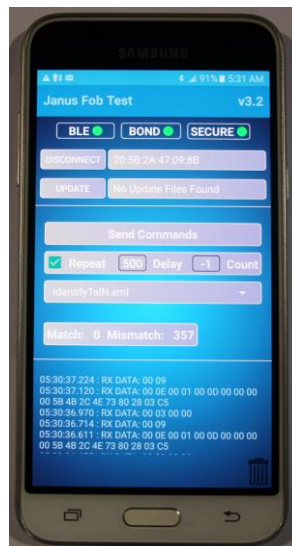 SAMSUNG
91% 5:31 AM
Janus Fob Test v3.2
BLE BOND SECURE
DISCONNECT 20:5B:2A:47:09:8B
UPDATE No Update Files Found
Send Commands
Repeat 500 Delay -1 Count
IdentifyTelN.xml
Match: 0 Mismatch: 357
05:30:37.224 : RX DATA: 00 09
05:30:37.120 : RX DATA: 00 0E 00 01 00 0D 00 00 00
00 5B 4B 2C 4E 73 80 28 03 C5
05:30:36.970 : RX DATA: 00 03 00 00
05:30:36.714 : RX DATA: 00 09
05:30:36.611 : RX DATA: 00 0E 00 01 00 0D 00 00 00
00 5B 4B 2C 4E 73 80 28 03 C5